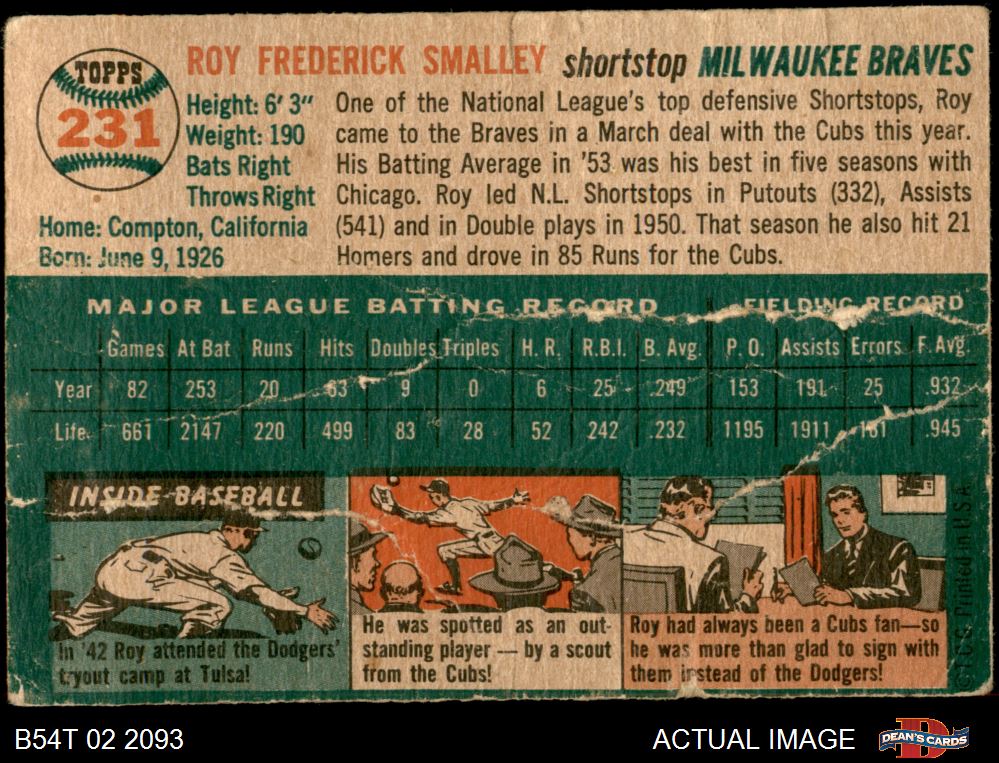 TOPPS
231
ROY FREDERICK SMALLEY shortstop MILWAUKEE BRAVES
Height: 6' 3"
Weight: 190
Bats Right
Throws Right
Home: Compton, California
Born: June 9, 1926
One of the National League's top defensive Shortstops, Roy
came to the Braves in a March deal with the Cubs this year.
His Batting Average in '53 was his best in five seasons with
Chicago. Roy led N.L. Shortstops in Putouts (332), Assists
(541) and in Double plays in 1950. That season he also hit 21
Homers and drove in 85 Runs for the Cubs.
MAJOR LEAGUE BATTING RECORD FIELDING RECORD
Games At Bat Runs Hits Doubles Triples H. R. R.B.I. B. Avg. P. O. Assists Errors F. Avg.
Year 82 253 20 63 9 0 6 25 .249 153 191 25 .932
Life 661 2147 220 499 83 28 52 242 .232 1195 1911 .945
INSIDE BASEBALL
In '42 Roy attended the Dodgers'
tryout camp at Tulsa!
He was spotted as an out-
standing player — by a scout
from the Cubs!
Roy had always been a Cubs fan—so
he was more than glad to sign with
them instead of the Dodgers!
T.C.G. Printed in U.S.A.
B54T 02 2093
ACTUAL IMAGE
DEAN'S CARDS